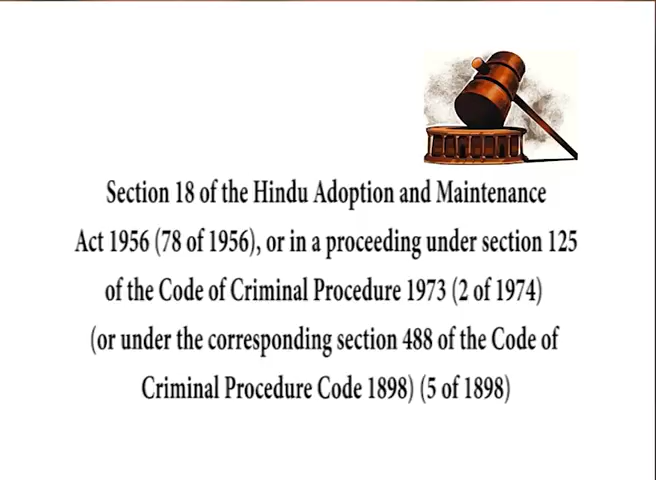 Section 18 of the Hindu Adoption and Maintenance
Act 1956 (78 of 1956), or in a proceeding under section 125
of the Code of Criminal Procedure 1973 (2 of 1974)
(or under the corresponding section 488 of the Code of
Criminal Procedure Code 1898) (5 of 1898)